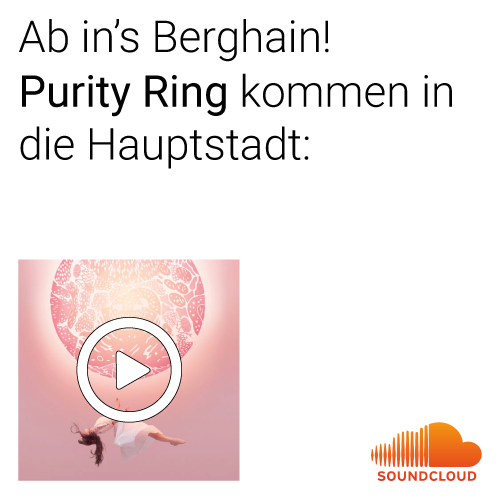 Ab in’s Berghain!
Purity Ring kommen in
die Hauptstadt:
SOUNDCLOUD